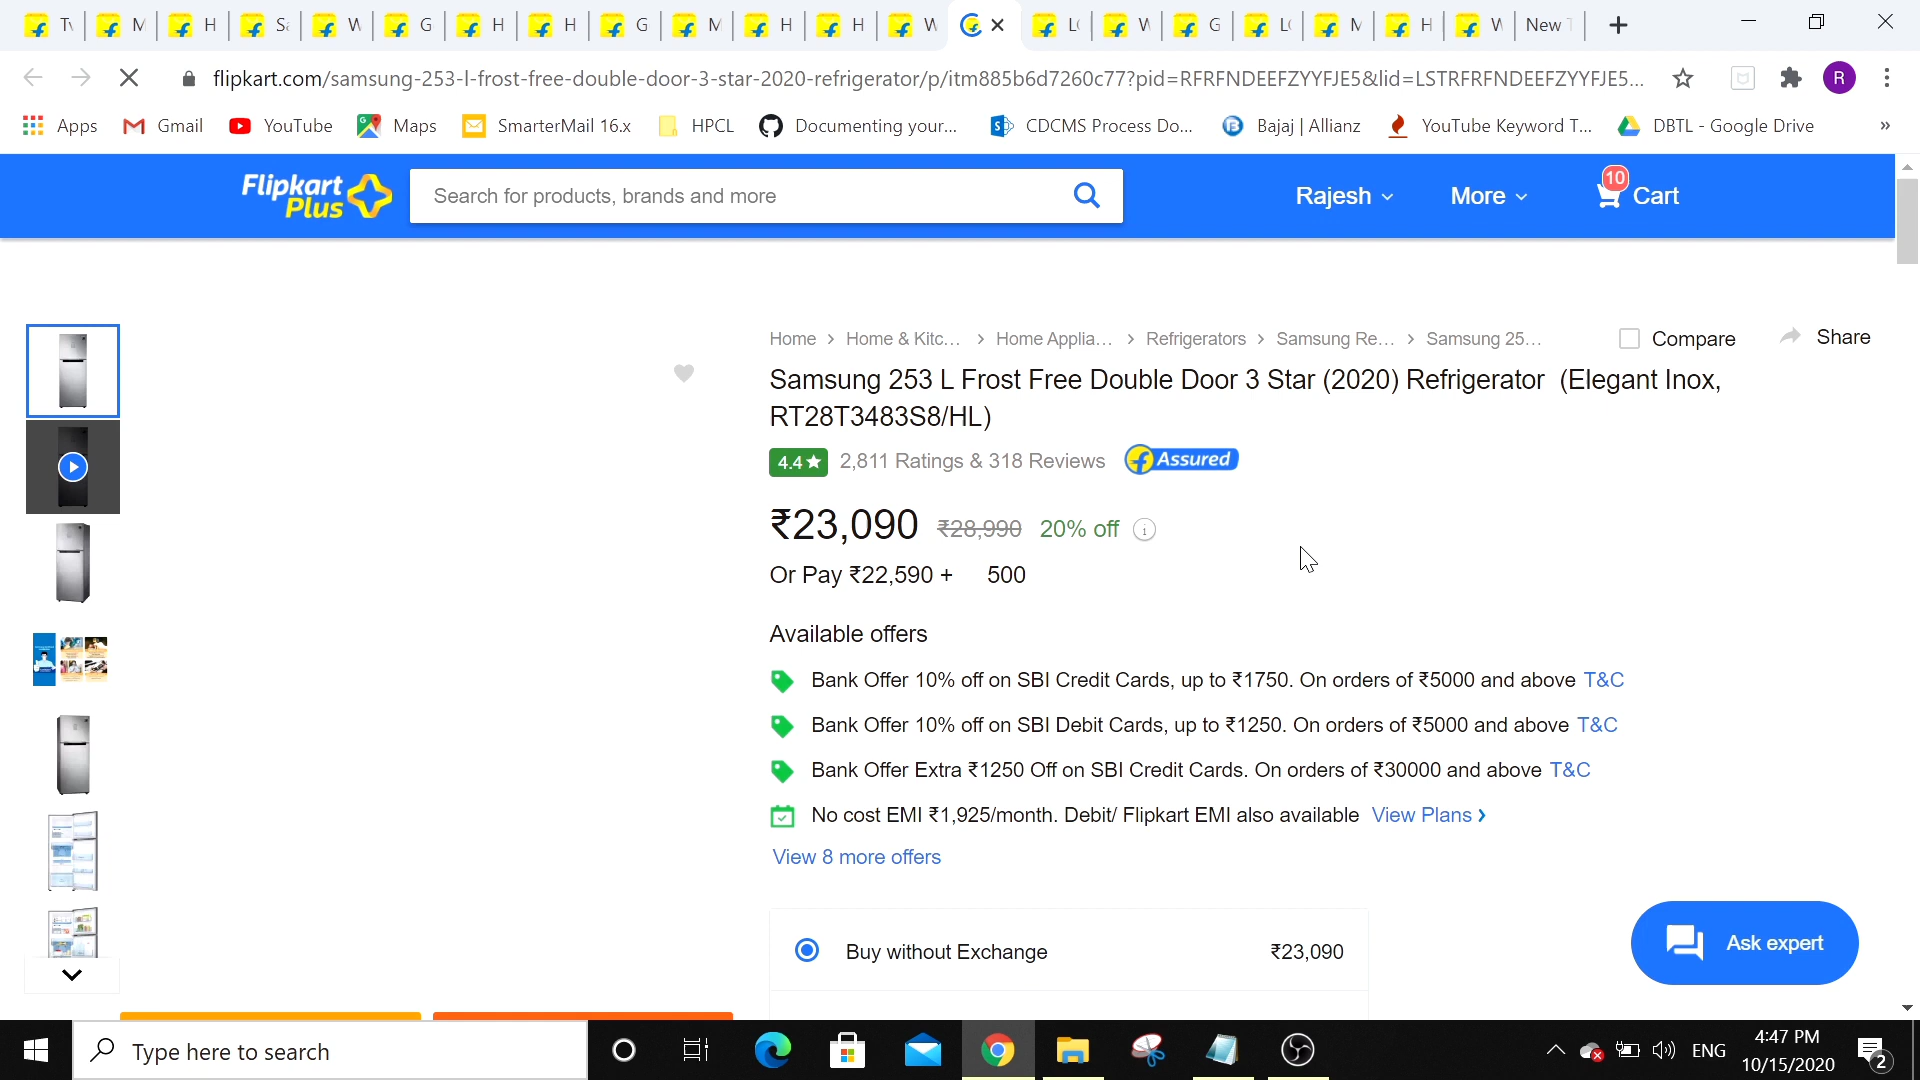 New
flipkart.com/samsung-253-l-frost-free-double-door-3-star-2020-refrigerator/p/itm885b6d7260c77?pid=RFRFNDEEFZYYFJE5&lid=LSTRFRFNDEEFZYYFJE5...
R
Apps Gmail YouTube Maps SmarterMail 16.x HPCL Documenting your... CDCMS Process Do... Bajaj | Allianz YouTube Keyword T... DBTL - Google Drive »
Flipkart
Plus
Search for products, brands and more
Rajesh
More
10
Cart
Home > Home & Kitc... > Home Applia... > Refrigerators > Samsung Re... > Samsung 25...
Compare
Share
Samsung 253 L Frost Free Double Door 3 Star (2020) Refrigerator (Elegant Inox,
RT28T3483S8/HL)
4.4★ 2,811 Ratings & 318 Reviews Assured
₹23,090 ₹28,990 20% off i
Or Pay ₹22,590 + 500
Available offers
Bank Offer 10% off on SBI Credit Cards, up to ₹1750. On orders of ₹5000 and above T&C
Bank Offer 10% off on SBI Debit Cards, up to ₹1250. On orders of ₹5000 and above T&C
Bank Offer Extra ₹1250 Off on SBI Credit Cards. On orders of ₹30000 and above T&C
No cost EMI ₹1,925/month. Debit/ Flipkart EMI also available View Plans ›
View 8 more offers
Buy without Exchange ₹23,090
Ask expert
Type here to search
ENG
4:47 PM
10/15/2020
2